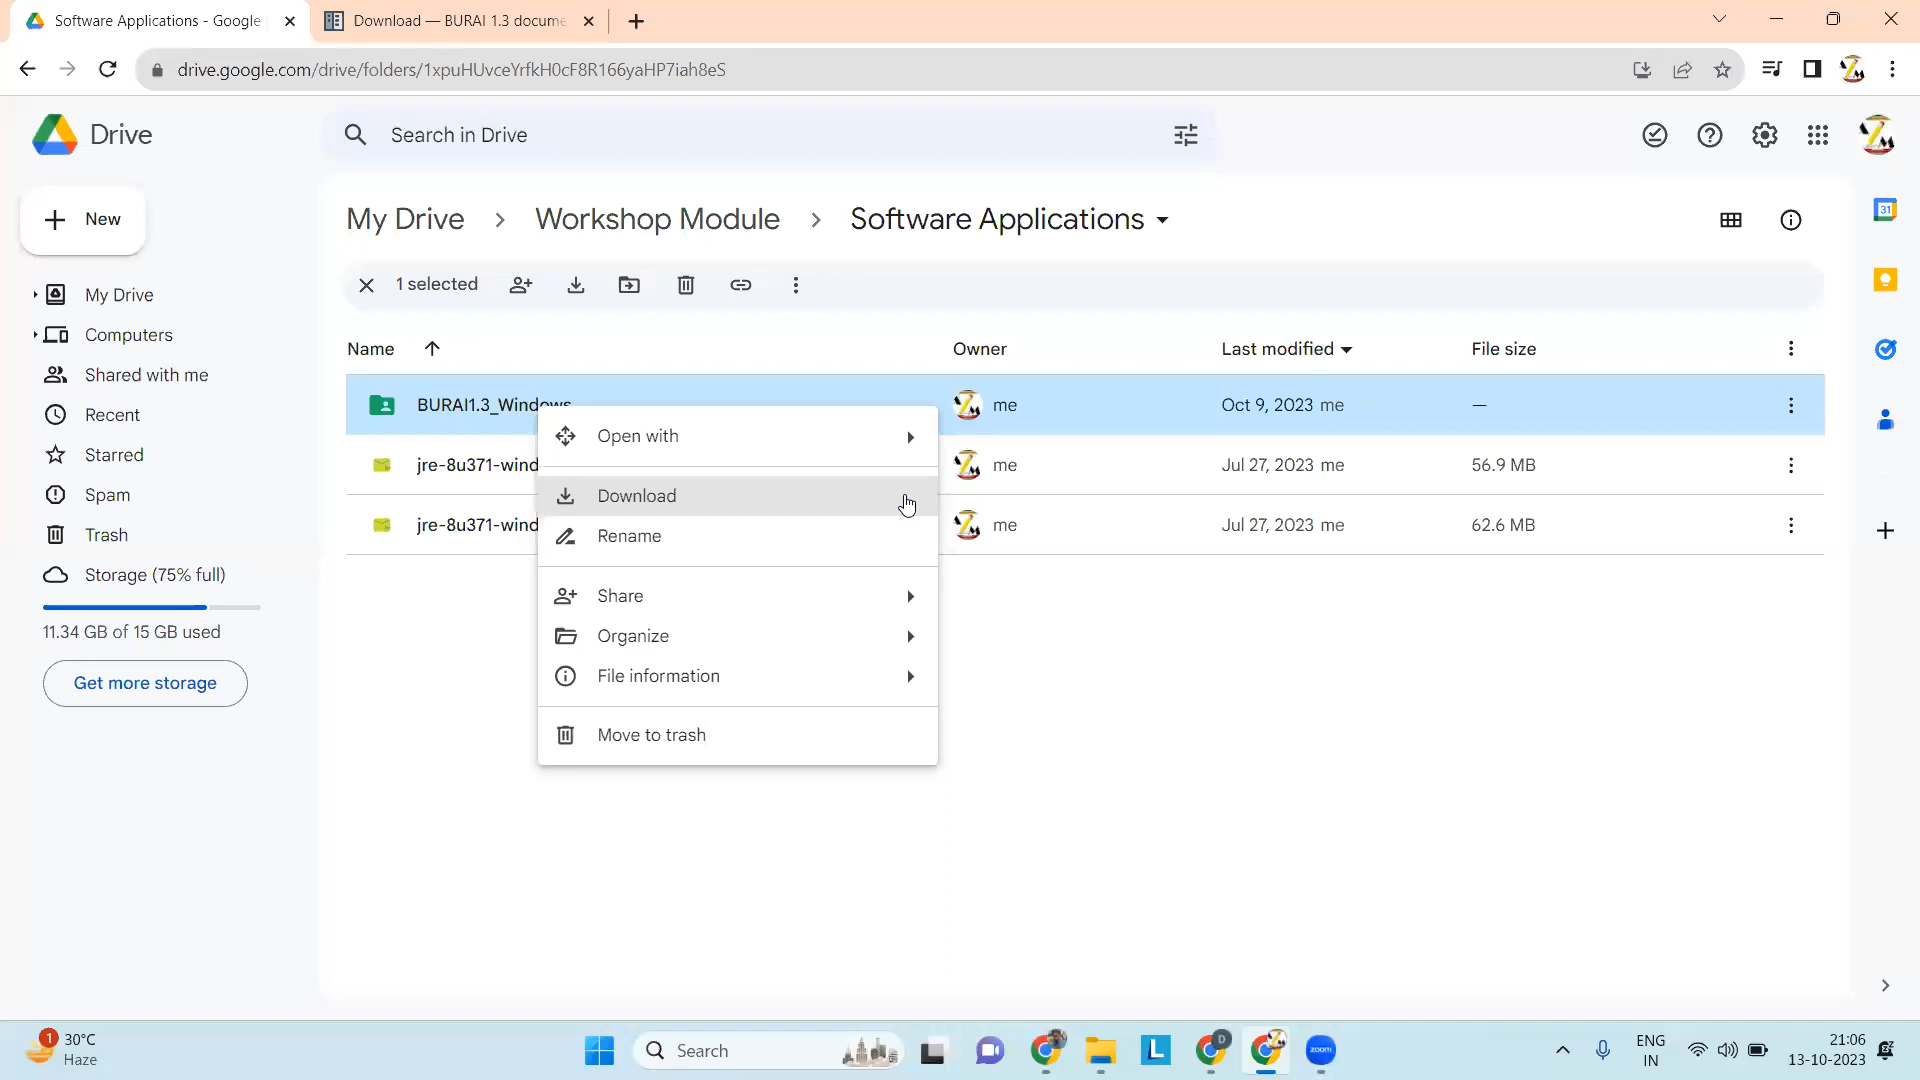 Software Applications - Google
Download — BURAI 1.3 docume
drive.google.com/drive/folders/1xpuHUvceYrfkH0cF8R166yaHP7iah8eS
Drive
Search in Drive
New
My Drive
Computers
Shared with me
Recent
Starred
Spam
Trash
Storage (75% full)
11.34 GB of 15 GB used
Get more storage
My Drive > Workshop Module > Software Applications
1 selected
Name Owner Last modified File size
BURAI1.3_Windows me Oct 9, 2023 me —
jre-8u371-wind me Jul 27, 2023 me 56.9 MB
jre-8u371-wind me Jul 27, 2023 me 62.6 MB
Open with
Download
Rename
Share
Organize
File information
Move to trash
31
1
30°C
Haze
Search
D
L
zoom
ENG
IN
21:06
13-10-2023